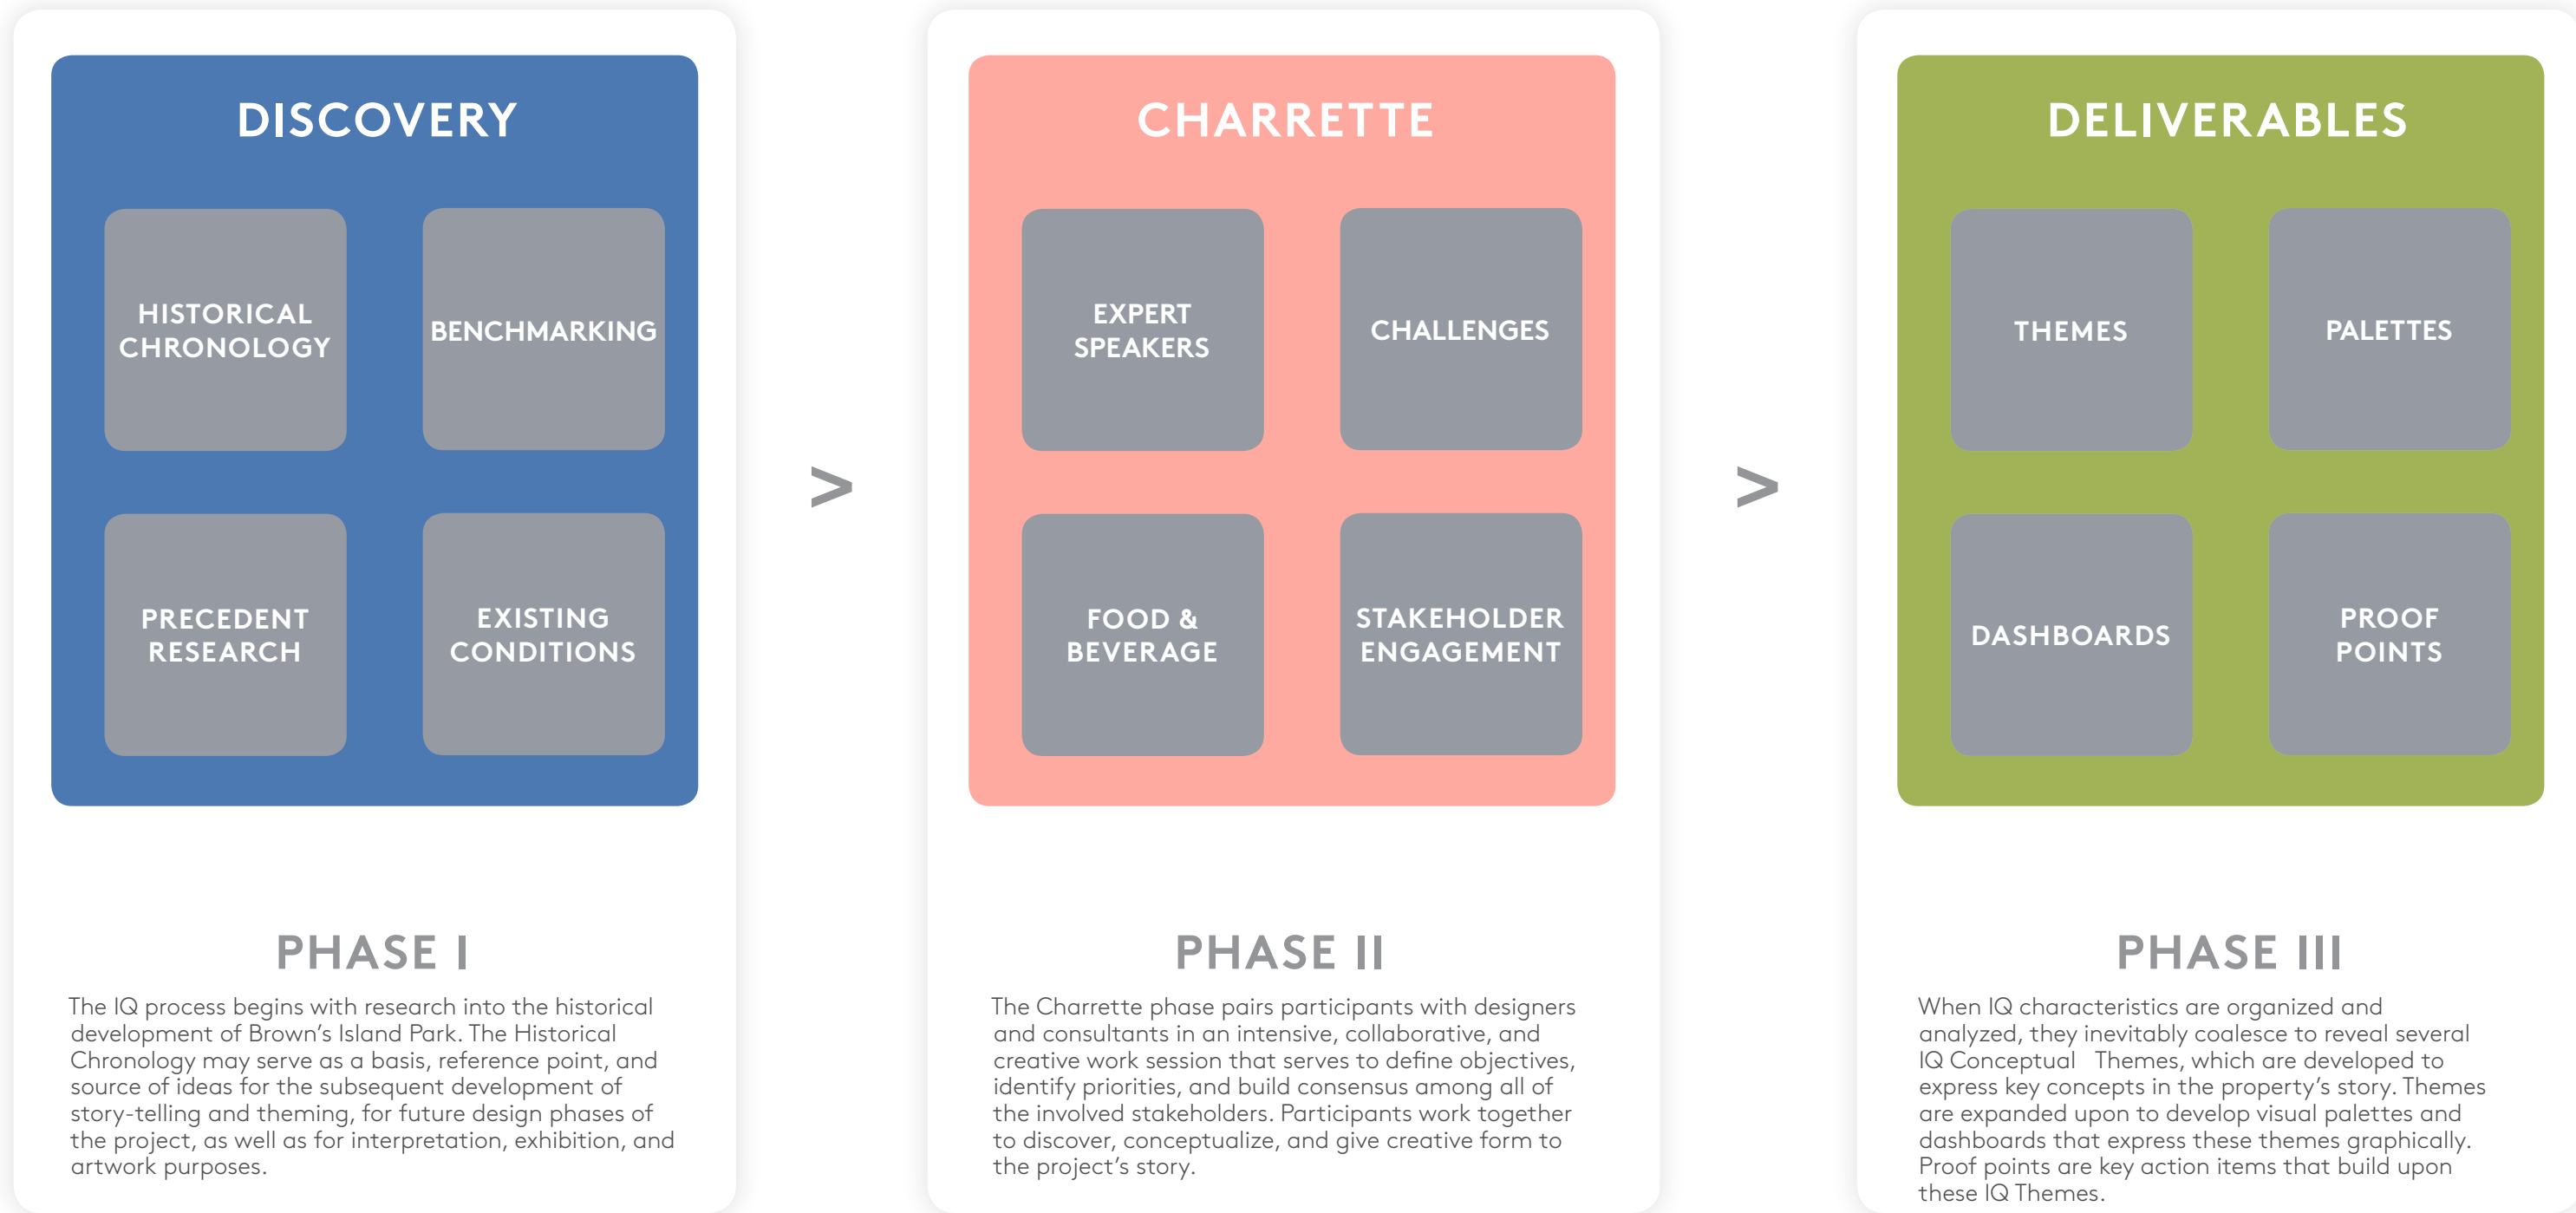 DISCOVERY
HISTORICAL
CHRONOLOGY
BENCHMARKING
PRECEDENT
RESEARCH
EXISTING
CONDITIONS
PHASE I
The IQ process begins with research into the historical
development of Brown's Island Park. The Historical
Chronology may serve as a basis, reference point, and
source of ideas for the subsequent development of
story-telling and theming, for future design phases of
the project, as well as for interpretation, exhibition, and
artwork purposes.
>
CHARRETTE
EXPERT
SPEAKERS
CHALLENGES
FOOD &
BEVERAGE
STAKEHOLDER
ENGAGEMENT
PHASE II
The Charrette phase pairs participants with designers
and consultants in an intensive, collaborative, and
creative work session that serves to define objectives,
identify priorities, and build consensus among all of
the involved stakeholders. Participants work together
to discover, conceptualize, and give creative form to
the project's story.
>
DELIVERABLES
THEMES
PALETTES
DASHBOARDS
PROOF
POINTS
PHASE III
When IQ characteristics are organized and
analyzed, they inevitably coalesce to reveal several
IQ Conceptual  Themes, which are developed to
express key concepts in the property's story. Themes
are expanded upon to develop visual palettes and
dashboards that express these themes graphically.
Proof points are key action items that build upon
these IQ Themes.